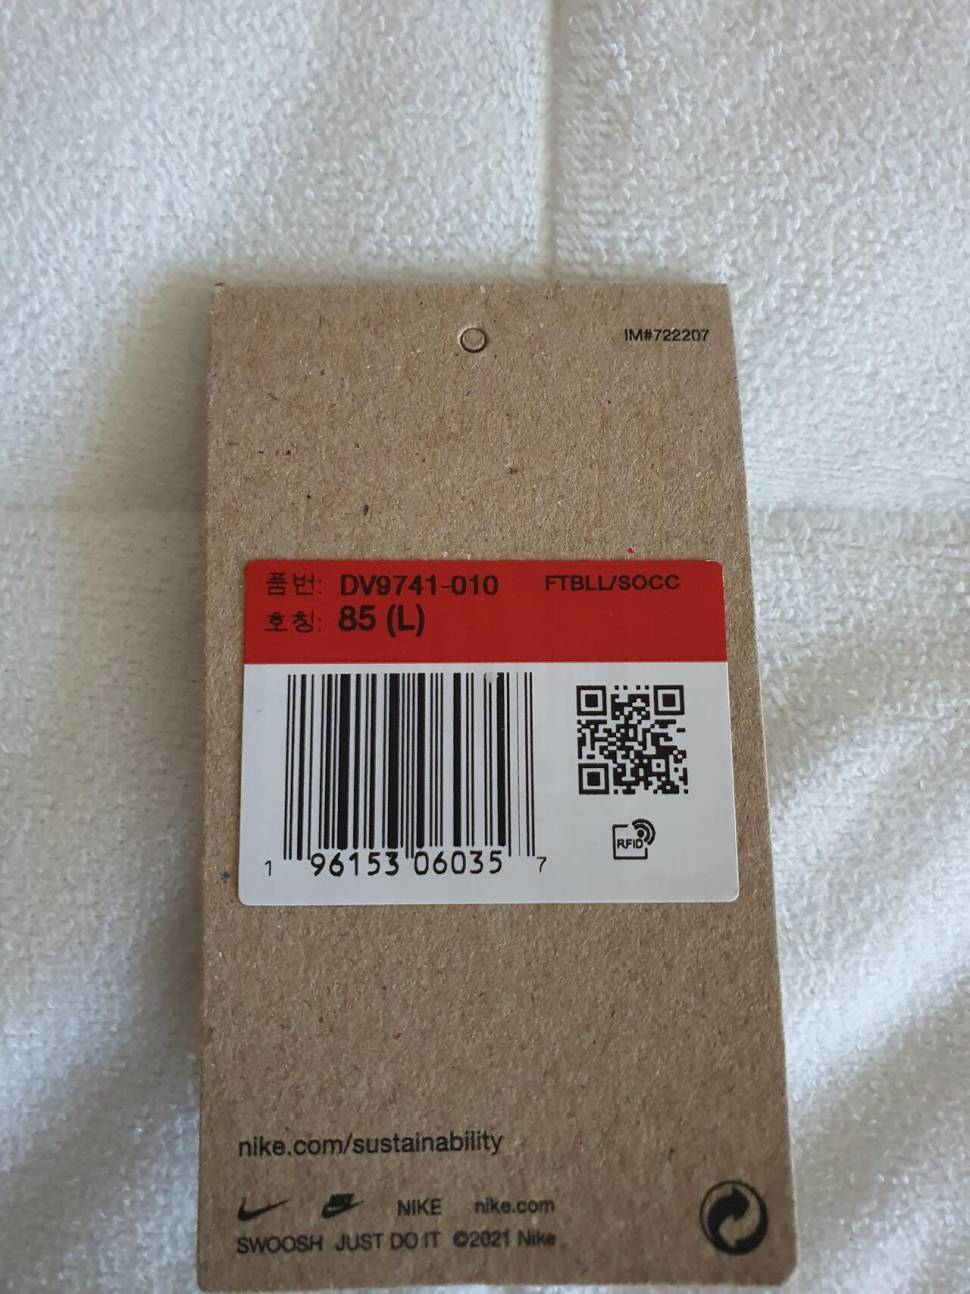 IM#722207
품번: DV9741-010 FTBLL/SOCC
호칭: 85 (L)
1 96153 06035 7
RFID
nike.com/sustainability
NIKE nike.com
SWOOSH JUST DO IT ©2021 Nike